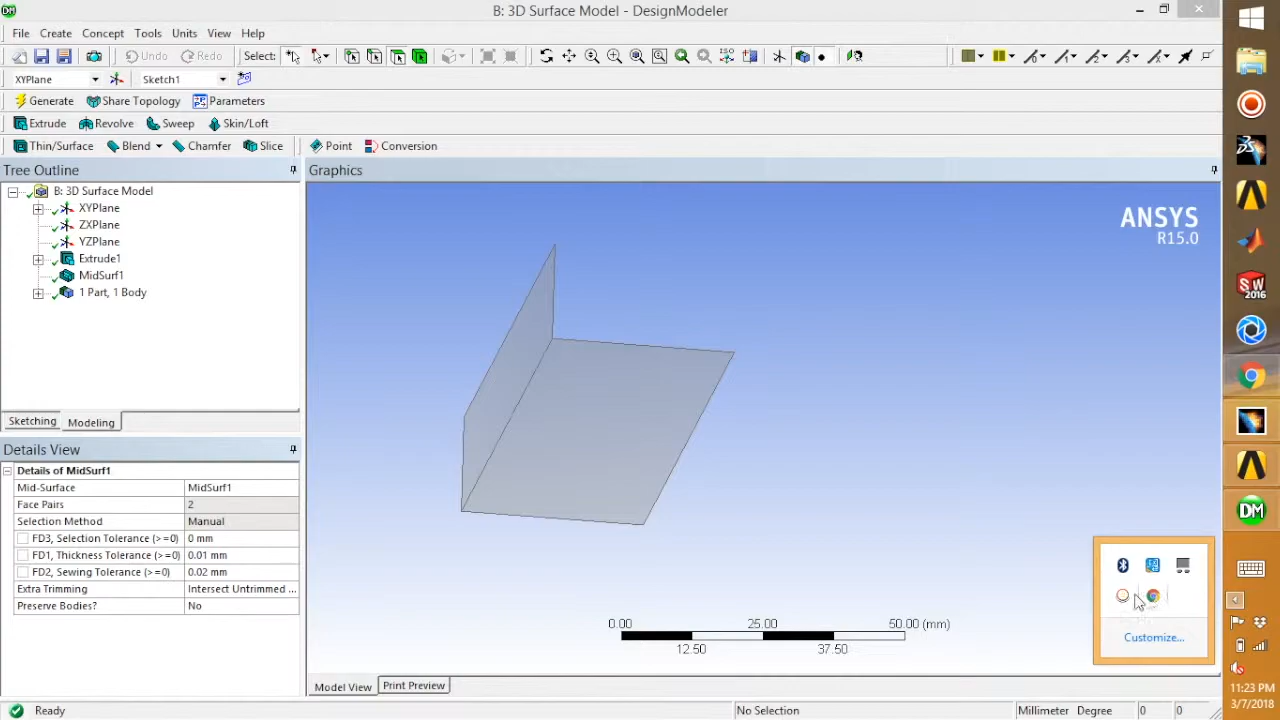 DM
B: 3D Surface Model - DesignModeler
File Create Concept Tools Units View Help
Undo Redo Select:
XYPlane Sketch1
Generate Share Topology Parameters
Extrude Revolve Sweep Skin/Loft
Thin/Surface Blend Chamfer Slice Point Conversion
Tree Outline
B: 3D Surface Model
XYPlane
ZXPlane
YZPlane
Extrude1
MidSurf1
1 Part, 1 Body
Sketching Modeling
Details View
Details of MidSurf1
Mid-Surface MidSurf1
Face Pairs 2
Selection Method Manual
FD3, Selection Tolerance (>=0) 0 mm
FD1, Thickness Tolerance (>=0) 0.01 mm
FD2, Sewing Tolerance (>=0) 0.02 mm
Extra Trimming Intersect Untrimmed ...
Preserve Bodies? No
Graphics
ANSYS
R15.0
0.00 25.00 50.00 (mm)
12.50 37.50
Model View Print Preview
Ready No Selection Millimeter Degree 0 0
Customize...
SW
2016
DM
11:23 PM
3/7/2018